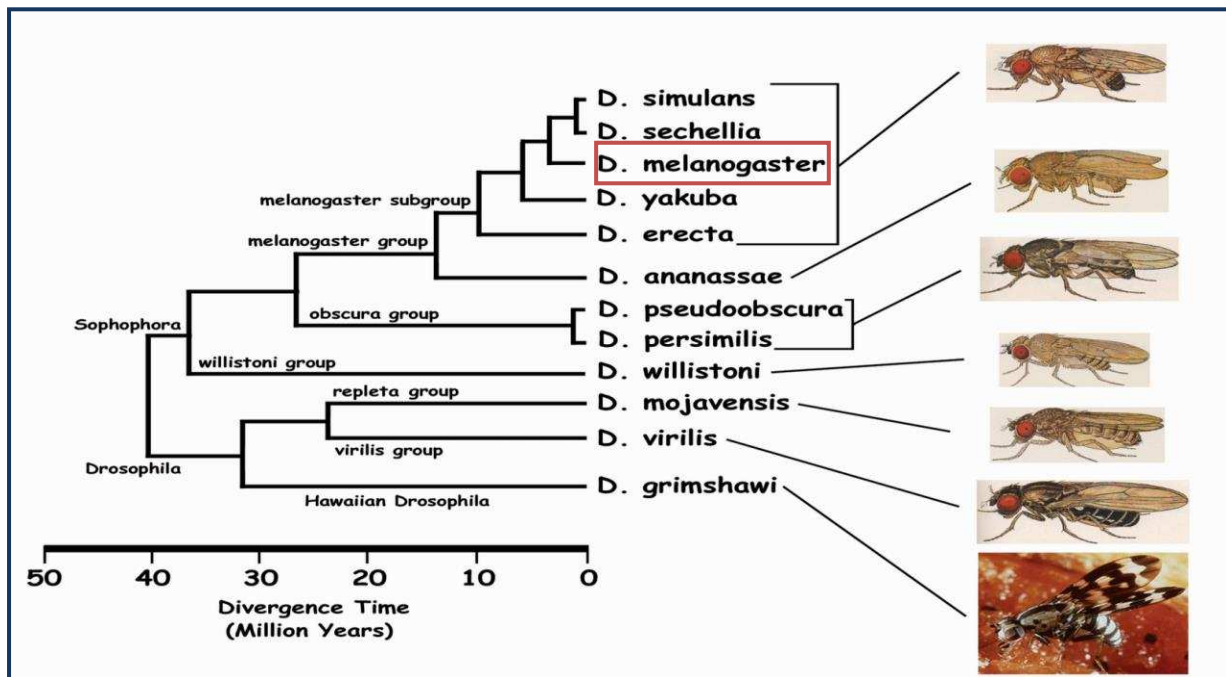 D. simulans
D. sechellia
D. melanogaster
D. yakuba
D. erecta
D. ananassae
D. pseudoobscura
D. persimilis
D. willistoni
D. mojavensis
D. virilis
D. grimshawi
melanogaster subgroup
melanogaster group
obscura group
Sophophora
willistoni group
repleta group
virilis group
Drosophila
Hawaiian Drosophila
50 40 30 20 10 0
Divergence Time
(Million Years)